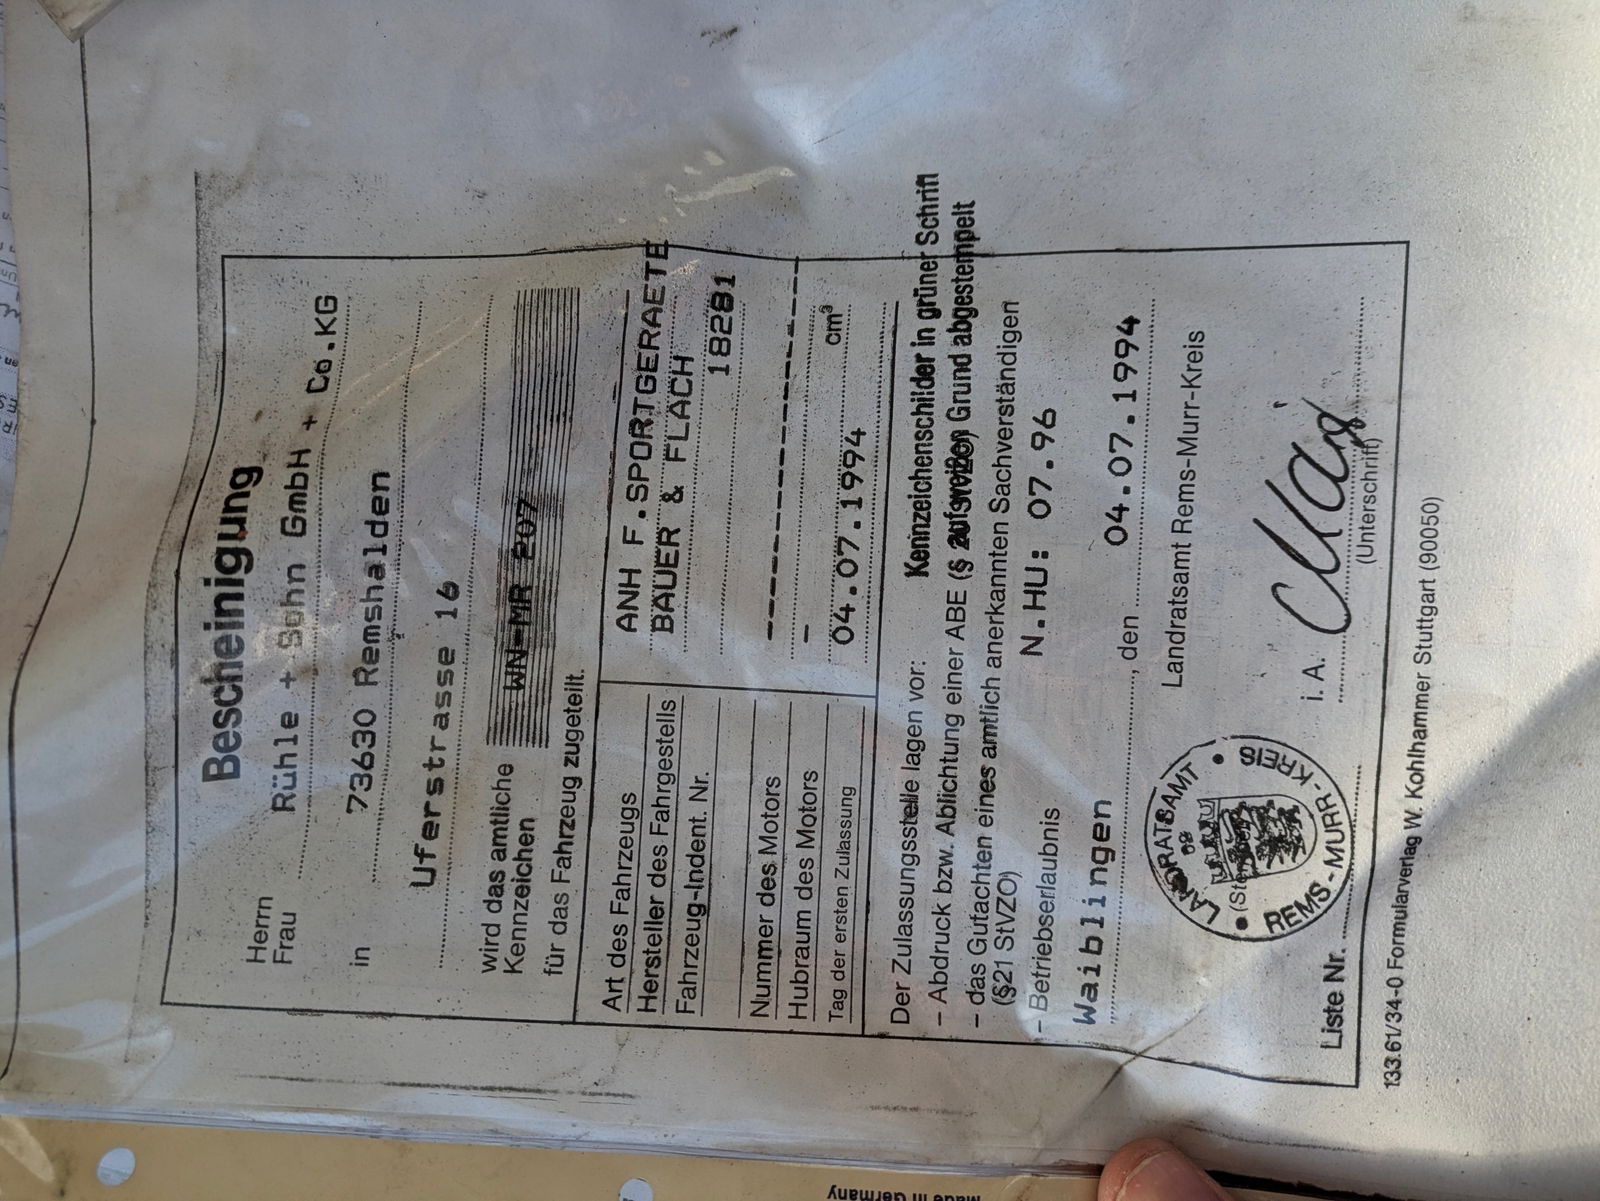 Bescheinigung
Herrn
Frau
Rühle + Sohn GmbH + Co.KG
in
73630 Remshalden
Uferstrasse 16
wird das amtliche
Kennzeichen
WN-MR 207
für das Fahrzeug zugeteilt.
Art des Fahrzeugs ANH F.SPORTGERAETE
Hersteller des Fahrgestells BAUER & FLACH
Fahrzeug-Indent. Nr. 18281
Nummer des Motors
Hubraum des Motors – cm³
Tag der ersten Zulassung 04.07.1994
Der Zulassungsstelle lagen vor: Kennzeichenschilder in grüner Schrift
– Abdruck bzw. Ablichtung einer ABE (§ Grund abgestempelt
– das Gutachten eines amtlich anerkannten Sachverständigen
(§21 StVZO)
– Betriebserlaubnis N.HU: 07.96
Waiblingen, den 04.07.1994
Landratsamt Rems-Murr-Kreis
LANDRATSAMT
REMS.-MURR-KREIS
i. A.
(Unterschrift)
Liste Nr.
133.61/34-0 Formularverlag W. Kohlhammer Stuttgart (90050)
Made in Germany